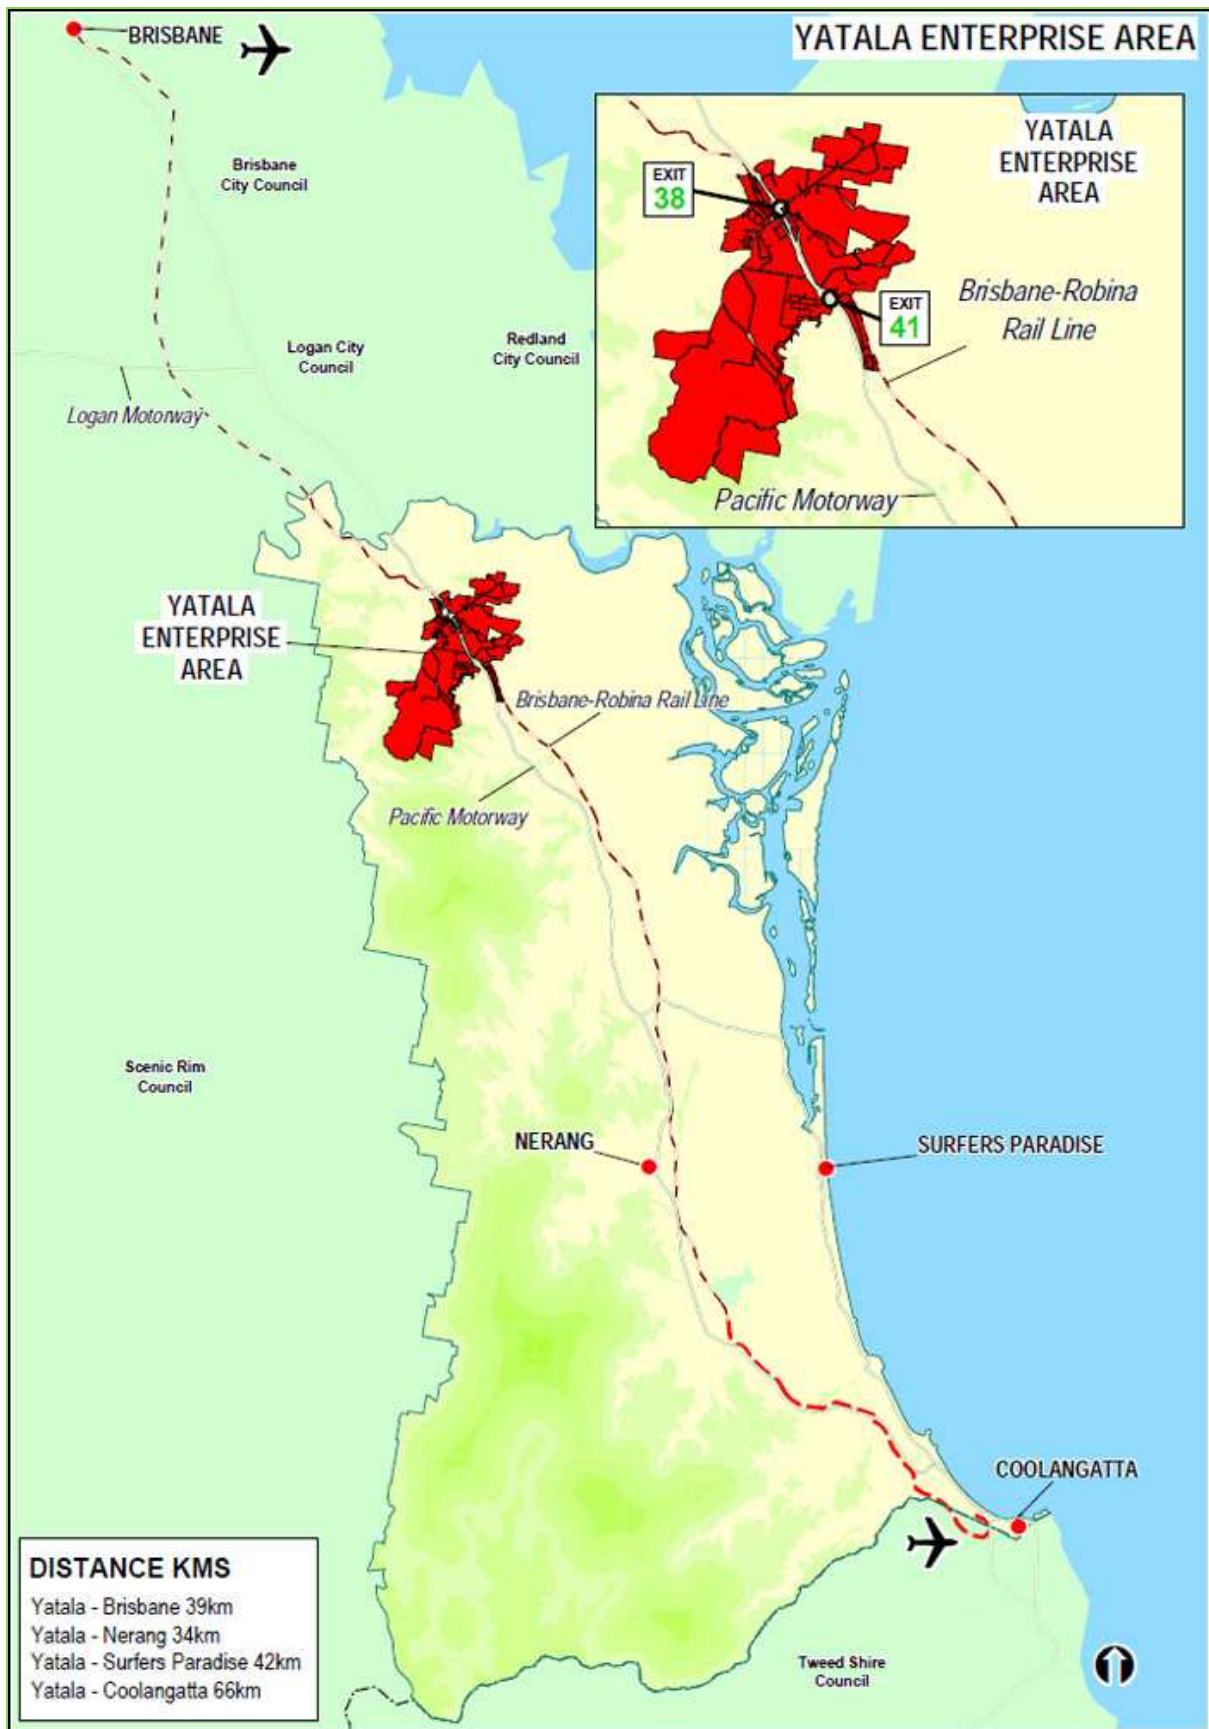 YATALA ENTERPRISE AREA
BRISBANE
YATALA
ENTERPRISE
AREA
EXIT
38
Brisbane
City Council
Brisbane-Robina
Rail Line
EXIT
41
Logan City
Council
Redland
City Council
Logan Motorway
Pacific Motorway
YATALA
ENTERPRISE
AREA
Brisbane-Robina Rail Line
Pacific Motorway
Scenic Rim
Council
NERANG
SURFERS PARADISE
COOLANGATTA
DISTANCE KMS
Yatala - Brisbane 39km
Yatala - Nerang 34km
Yatala - Surfers Paradise 42km
Yatala - Coolangatta 66km
Tweed Shire
Council